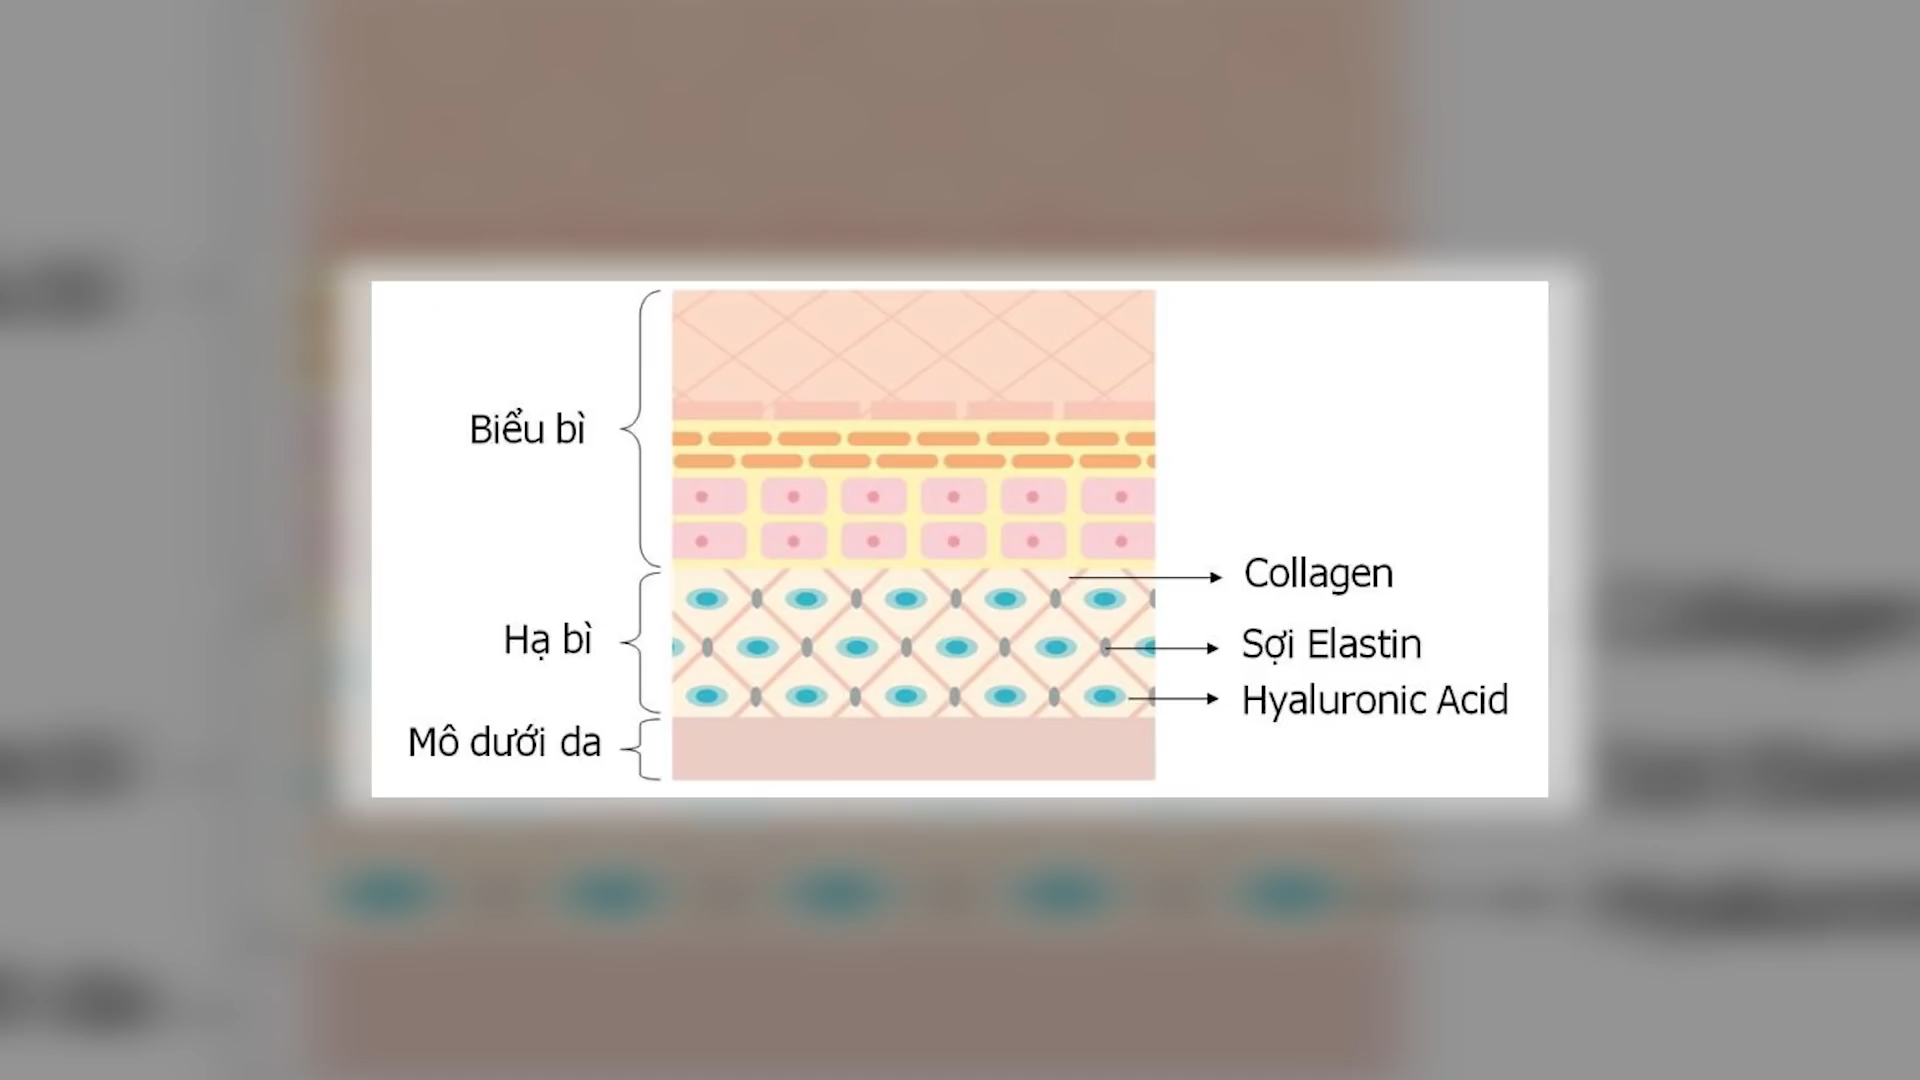 Biểu bì
Collagen
Hạ bì
Sợi Elastin
Hyaluronic Acid
Mô dưới da